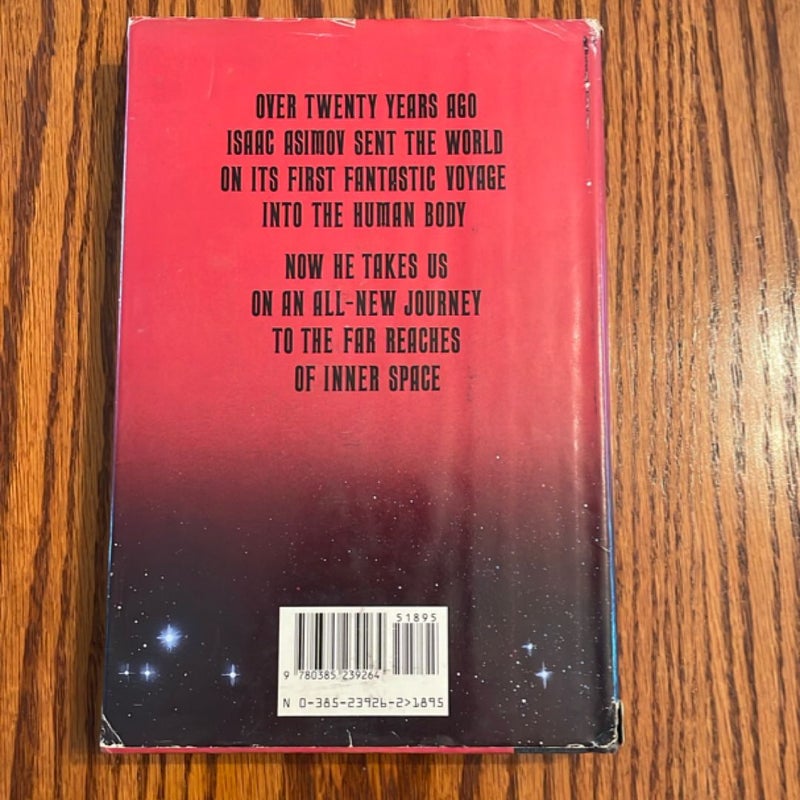 OVER TWENTY YEARS AGO
ISAAC ASIMOV SENT THE WORLD
ON ITS FIRST FANTASTIC VOYAGE
INTO THE HUMAN BODY
NOW HE TAKES US
ON AN ALL-NEW JOURNEY
TO THE FAR REACHES
OF INNER SPACE
51895
9 780385 239264
N 0-385-23926-2>1895